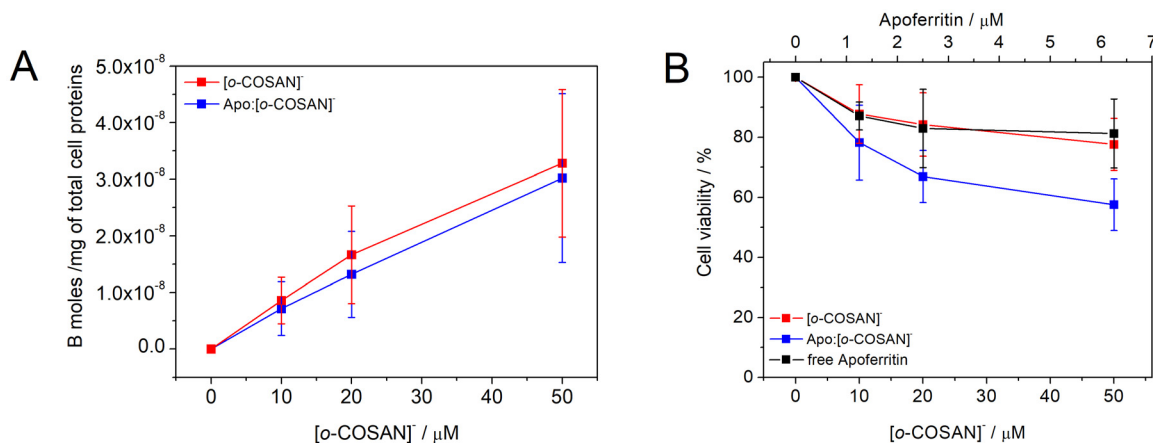 A
B moles /mg of total cell proteins
5.0x10⁻⁸
4.0x10⁻⁸
3.0x10⁻⁸
2.0x10⁻⁸
1.0x10⁻⁸
0.0
[o-COSAN]⁻
Apo:[o-COSAN]⁻
0 10 20 30 40 50
[o-COSAN]⁻ / μM
B
Apoferritin / μM
0 1 2 3 4 5 6 7
Cell viability / %
100
80
60
40
20
0
[o-COSAN]⁻
Apo:[o-COSAN]⁻
free Apoferritin
0 10 20 30 40 50
[o-COSAN]⁻ / μM